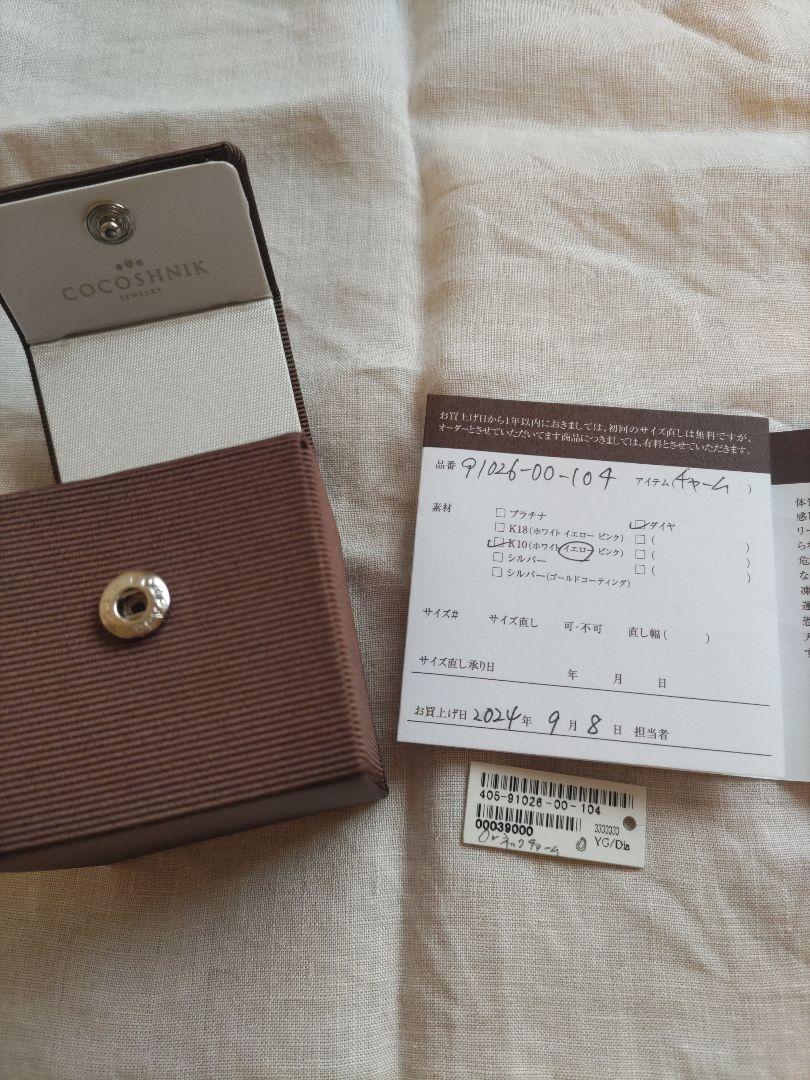 COCOSHNIK
JEWELRY
お買上げ日から1年以内におきましては、初回のサイズ直しは無料ですが、
オーダーとさせていただいてます商品につきましては、有料とさせていただきます。
品番 91026-00-104 アイテム(チャーム)
素材
□ プラチナ
□ K18(ホワイト イエロー ピンク)
☑ K10(ホワイト イエロー ピンク)
□ シルバー
□ シルバー(ゴールドコーティング)
☑ ダイヤ
□ ( )
□ ( )
□ ( )
サイズ# サイズ直し 可・不可 直し幅( )
サイズ直し承り日 年 月 日
お買上げ日 2024年 9月 8日 担当者
405-91026-00-104
00039000 3333333
YG/Dia
チャーム 0